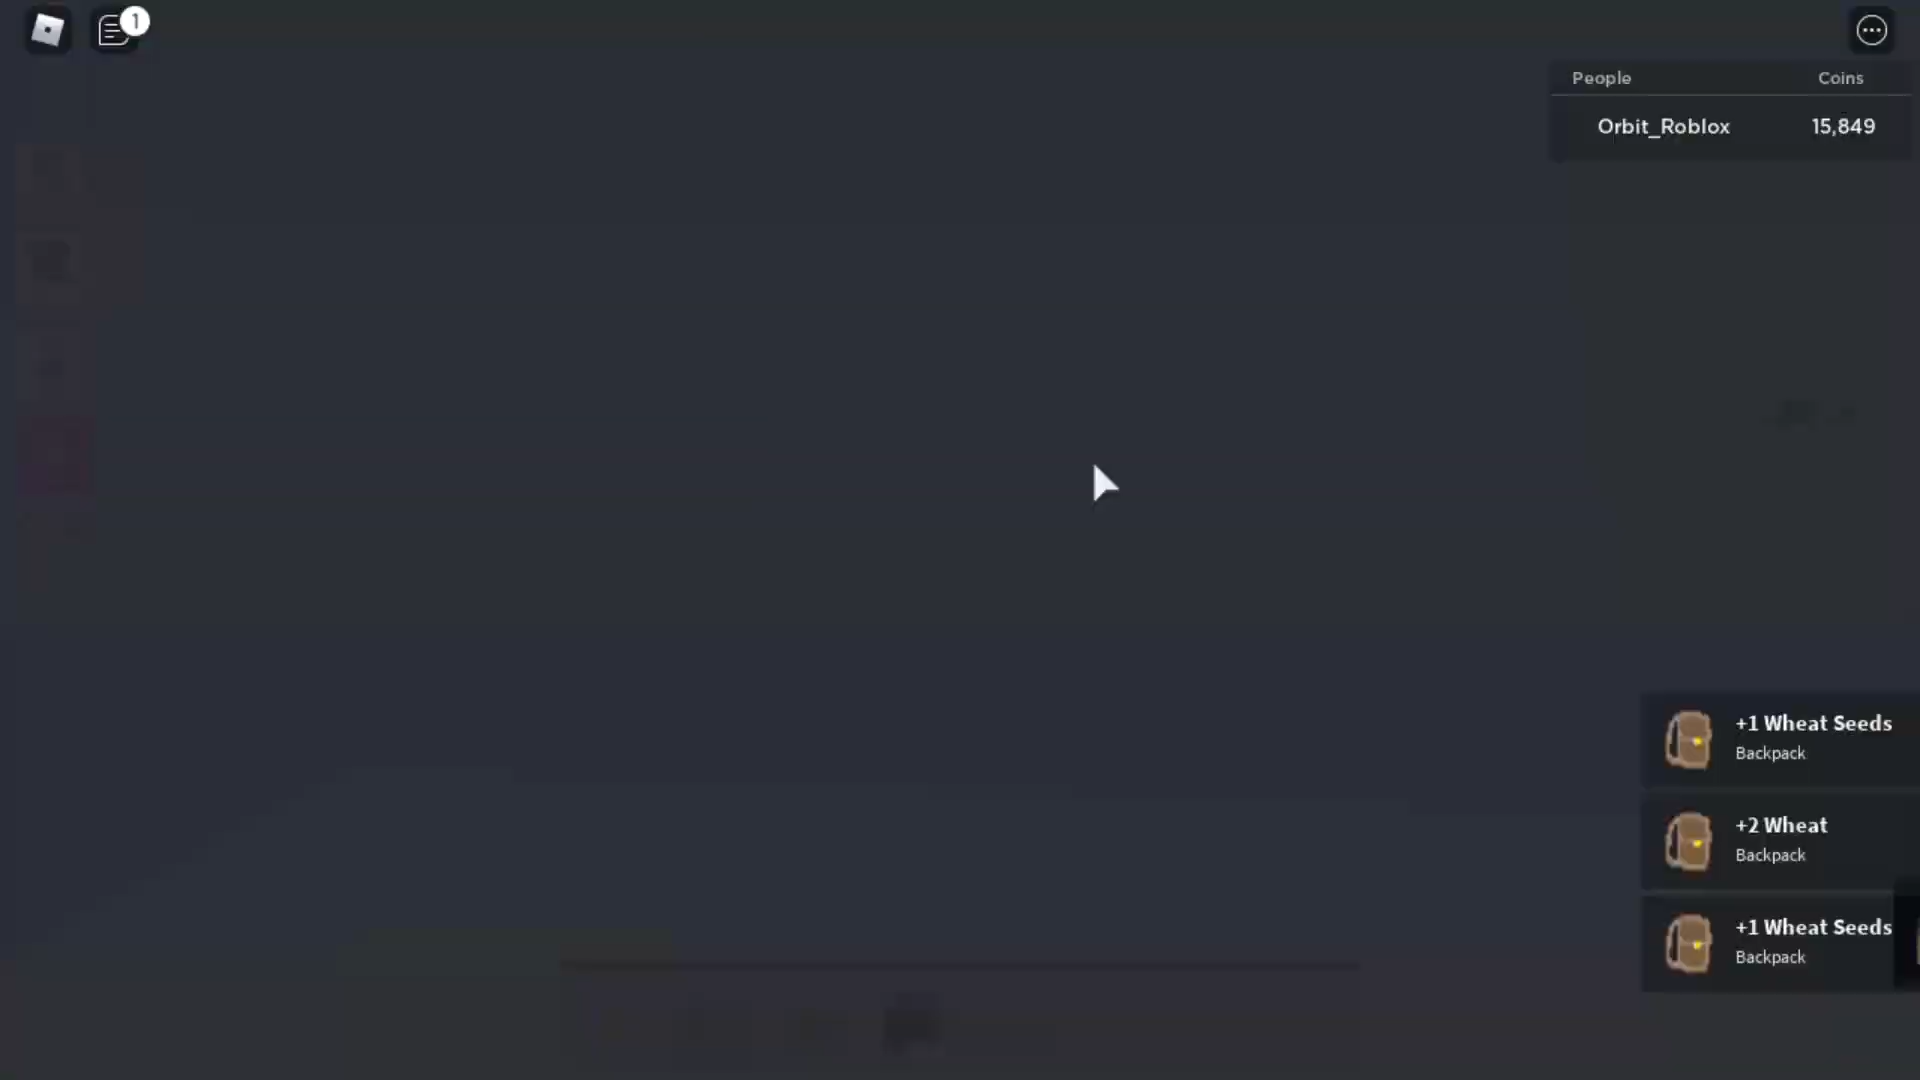 1
People Coins
Orbit_Roblox 15,849
+1 Wheat Seeds
Backpack
+2 Wheat
Backpack
+1 Wheat Seeds
Backpack